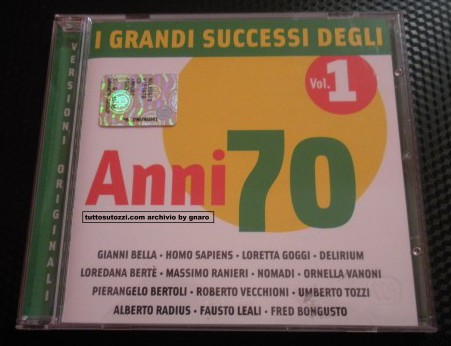 I GRANDI SUCCESSI DEGLI
Vol. 1
Anni 70
tuttosutozzi.com archivio by gnaro
GIANNI BELLA • HOMO SAPIENS • LORETTA GOGGI • DELIRIUM
LOREDANA BERTÈ • MASSIMO RANIERI • NOMADI • ORNELLA VANONI
PIERANGELO BERTOLI • ROBERTO VECCHIONI • UMBERTO TOZZI
ALBERTO RADIUS • FAUSTO LEALI • FRED BONGUSTO
VERSIONI ORIGINALI